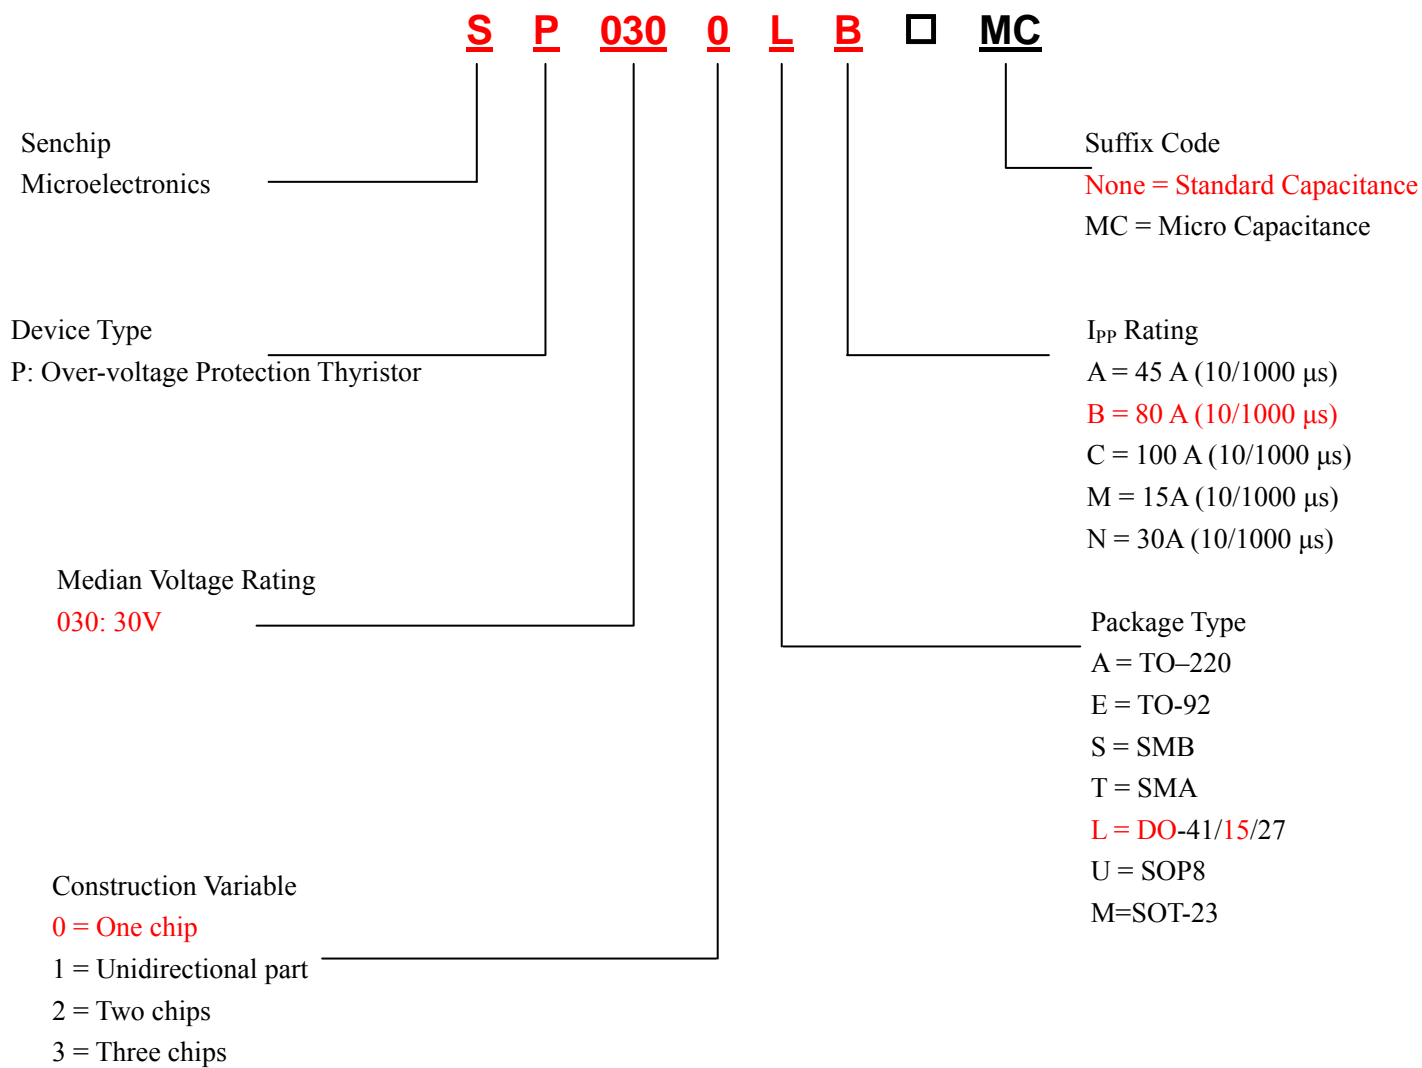 S P 030 0 L B □ MC
Senchip
Microelectronics
Device Type
P: Over-voltage Protection Thyristor
Median Voltage Rating
030: 30V
Construction Variable
0 = One chip
1 = Unidirectional part
2 = Two chips
3 = Three chips
Suffix Code
None = Standard Capacitance
MC = Micro Capacitance
IPP Rating
A = 45 A (10/1000 μs)
B = 80 A (10/1000 μs)
C = 100 A (10/1000 μs)
M = 15A (10/1000 μs)
N = 30A (10/1000 μs)
Package Type
A = TO–220
E = TO-92
S = SMB
T = SMA
L = DO-41/15/27
U = SOP8
M=SOT-23